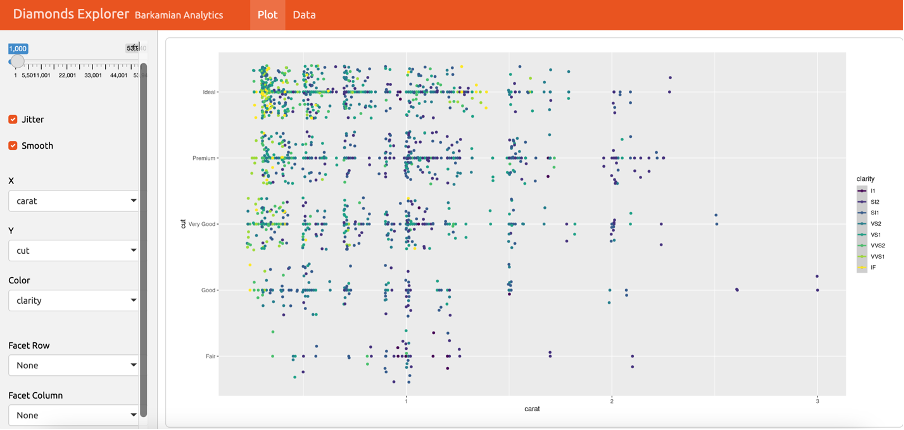 Diamonds Explorer Barkamian Analytics Plot Data
1,000
1 5,501 11,001 22,001 33,001 44,001
Jitter
Smooth
X
carat
Y
cut
Color
clarity
Facet Row
None
Facet Column
None
cut
Ideal
Premium
Very Good
Good
Fair
1 2 3
carat
clarity
I1
SI2
SI1
VS2
VS1
VVS2
VVS1
IF